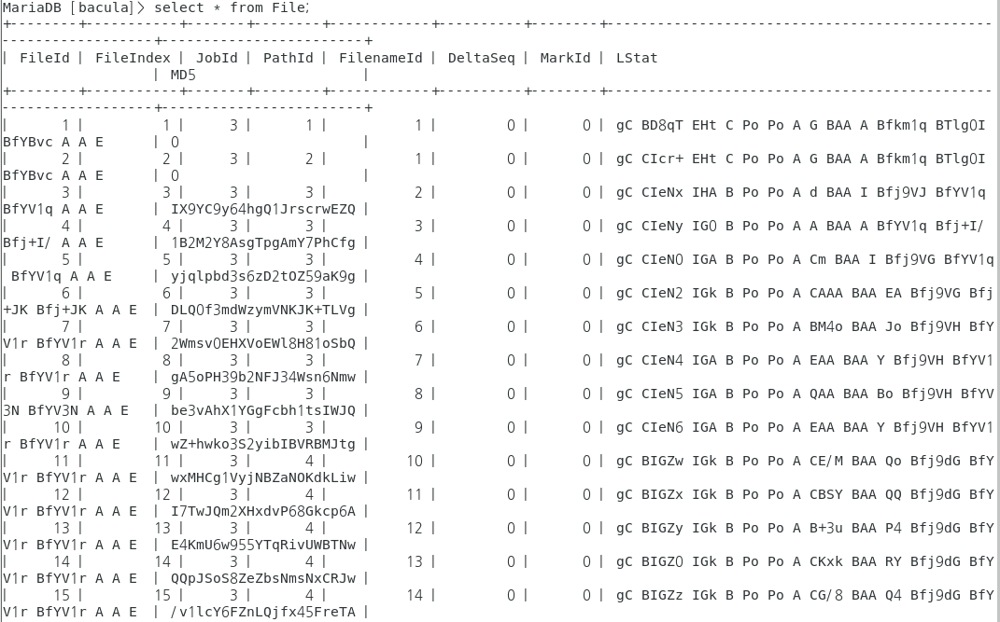 MariaDB [bacula]> select * from File;
+--------+-----------+-------+--------+------------+----------+--------+----------------------------------------------
------------------+------------------------+
| FileId | FileIndex | JobId | PathId | FilenameId | DeltaSeq | MarkId | LStat
| MD5 |
+--------+-----------+-------+--------+------------+----------+--------+----------------------------------------------
------------------+------------------------+
| 1 | 1 | 3 | 1 | 1 | 0 | 0 | gC BD8qT EHt C Po Po A G BAA A Bfkm1q BTlg0I
BfYBvc A A E | 0 |
| 2 | 2 | 3 | 2 | 1 | 0 | 0 | gC CIcr+ EHt C Po Po A G BAA A Bfkm1q BTlg0I
BfYBvc A A E | 0 |
| 3 | 3 | 3 | 3 | 2 | 0 | 0 | gC CIeNx IHA B Po Po A d BAA I Bfj9VJ BfYV1q
BfYV1q A A E | IX9YC9y64hgQ1JrscrwEZQ |
| 4 | 4 | 3 | 3 | 3 | 0 | 0 | gC CIeNy IG0 B Po Po A A BAA A BfYV1q Bfj+I/
Bfj+I/ A A E | 1B2M2Y8AsgTpgAmY7PhCfg |
| 5 | 5 | 3 | 3 | 4 | 0 | 0 | gC CIeN0 IGA B Po Po A Cm BAA I Bfj9VG BfYV1q
BfYV1q A A E | yjqlpbd3s6zD2tOZ59aK9g |
| 6 | 6 | 3 | 3 | 5 | 0 | 0 | gC CIeN2 IGk B Po Po A CAAA BAA EA Bfj9VG Bfj
+JK Bfj+JK A A E | DLQ0f3mdWzymVNKJK+TLVg |
| 7 | 7 | 3 | 3 | 6 | 0 | 0 | gC CIeN3 IGk B Po Po A BM4o BAA Jo Bfj9VH BfY
V1r BfYV1r A A E | 2Wmsv0EHXVoEWl8H81oSbQ |
| 8 | 8 | 3 | 3 | 7 | 0 | 0 | gC CIeN4 IGA B Po Po A EAA BAA Y Bfj9VH BfYV1
r BfYV1r A A E | gA5oPH39b2NFJ34Wsn6Nmw |
| 9 | 9 | 3 | 3 | 8 | 0 | 0 | gC CIeN5 IGA B Po Po A QAA BAA Bo Bfj9VH BfYV
3N BfYV3N A A E | be3vAhX1YGgFcbh1tsIWJQ |
| 10 | 10 | 3 | 3 | 9 | 0 | 0 | gC CIeN6 IGA B Po Po A EAA BAA Y Bfj9VH BfYV1
r BfYV1r A A E | wZ+hwko3S2yibIBVRBMJtg |
| 11 | 11 | 3 | 4 | 10 | 0 | 0 | gC BIGZw IGk B Po Po A CE/M BAA Qo Bfj9dG BfY
V1r BfYV1r A A E | wxMHCg1VyjNBZaNOKdkLiw |
| 12 | 12 | 3 | 4 | 11 | 0 | 0 | gC BIGZx IGk B Po Po A CBSY BAA QQ Bfj9dG BfY
V1r BfYV1r A A E | I7TwJQm2XHxdvP68Gkcp6A |
| 13 | 13 | 3 | 4 | 12 | 0 | 0 | gC BIGZy IGk B Po Po A B+3u BAA P4 Bfj9dG BfY
V1r BfYV1r A A E | E4KmU6w955YTqRivUWBTNw |
| 14 | 14 | 3 | 4 | 13 | 0 | 0 | gC BIGZ0 IGk B Po Po A CKxk BAA RY Bfj9dG BfY
V1r BfYV1r A A E | QQpJSoS8ZeZbsNmsNxCRJw |
| 15 | 15 | 3 | 4 | 14 | 0 | 0 | gC BIGZz IGk B Po Po A CG/8 BAA Q4 Bfj9dG BfY
V1r BfYV1r A A E | /v1lcY6FZnLQjfx45FreTA |